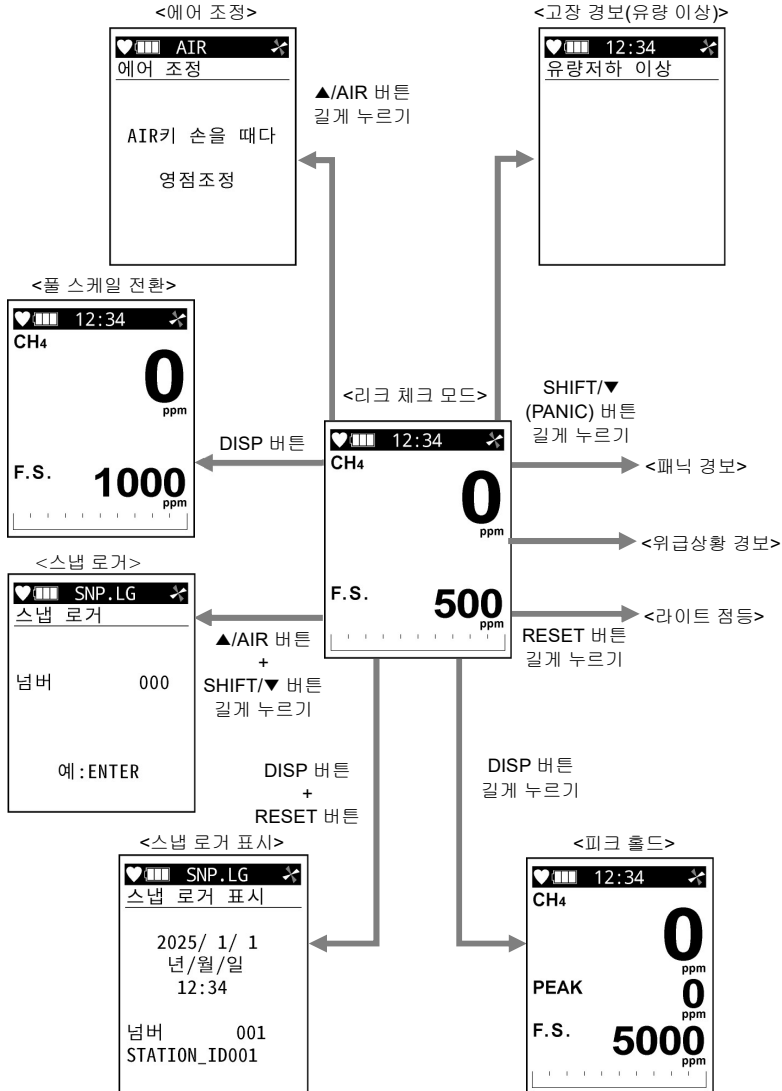 <에어 조정>
AIR
에어 조정
AIR키 손을 때다
영점조정
▲/AIR 버튼
길게 누르기
<고장 경보(유량 이상)>
12:34
유량저하 이상
<풀 스케일 전환>
12:34
CH4
0
ppm
F.S.
1000
ppm
DISP 버튼
<리크 체크 모드>
12:34
CH4
0
ppm
F.S.
500
ppm
SHIFT/▼
(PANIC) 버튼
길게 누르기
<패닉 경보>
<위급상황 경보>
<라이트 점등>
RESET 버튼
길게 누르기
<스냅 로거>
SNP.LG
스냅 로거
넘버 000
예:ENTER
▲/AIR 버튼
+
SHIFT/▼ 버튼
길게 누르기
DISP 버튼
+
RESET 버튼
DISP 버튼
길게 누르기
<스냅 로거 표시>
SNP.LG
스냅 로거 표시
2025/ 1/ 1
년/월/일
12:34
넘버 001
STATION_ID001
<피크 홀드>
12:34
CH4
0
ppm
PEAK
0
ppm
F.S.
5000
ppm